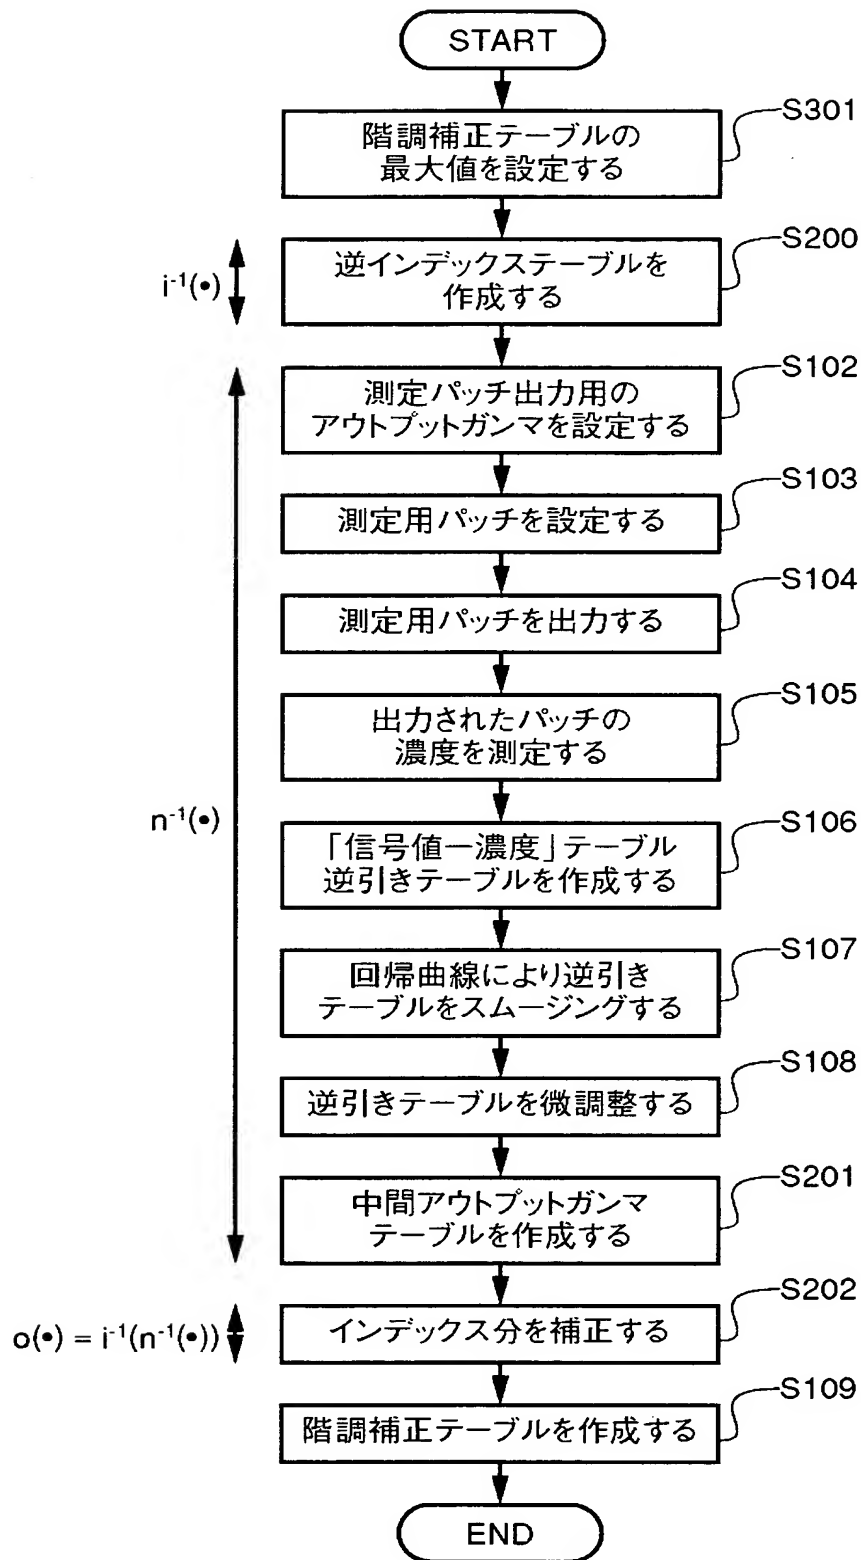 START
階調補正テーブルの
最大値を設定する
S301
i⁻¹(•)
逆インデックステーブルを
作成する
S200
測定パッチ出力用の
アウトプットガンマを設定する
S102
測定用パッチを設定する
S103
測定用パッチを出力する
S104
出力されたパッチの
濃度を測定する
S105
n⁻¹(•)
「信号値ー濃度」テーブル
逆引きテーブルを作成する
S106
回帰曲線により逆引き
テーブルをスムージングする
S107
逆引きテーブルを微調整する
S108
中間アウトプットガンマ
テーブルを作成する
S201
o(•) = i⁻¹(n⁻¹(•))
インデックス分を補正する
S202
階調補正テーブルを作成する
S109
END